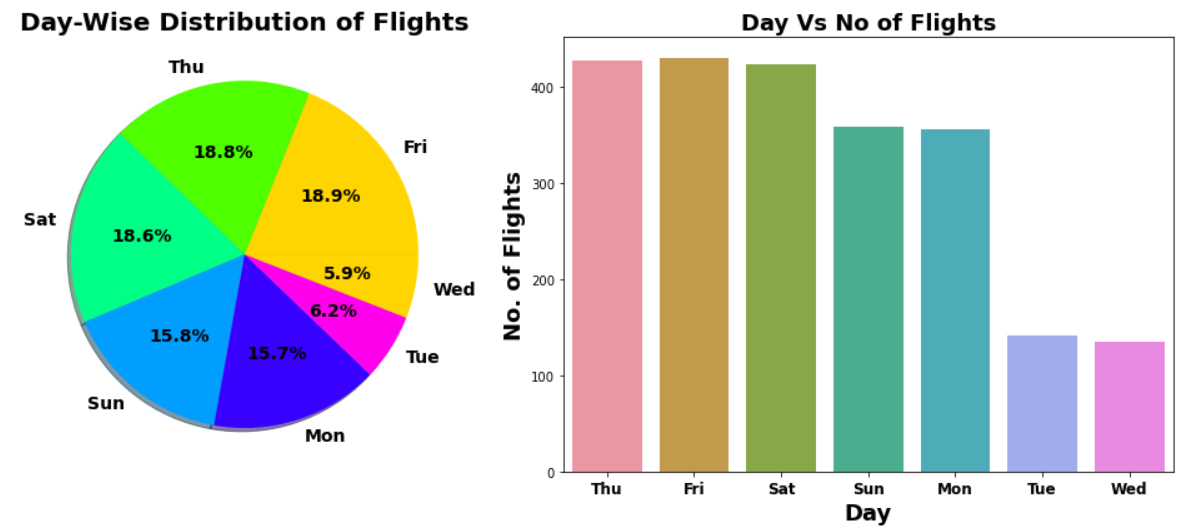 Day-Wise Distribution of Flights
Thu
Fri
Sat
Wed
Tue
Sun
Mon
18.8%
18.9%
18.6%
5.9%
6.2%
15.8%
15.7%
Day Vs No of Flights
No. of Flights
400
300
200
100
0
Thu Fri Sat Sun Mon Tue Wed
Day